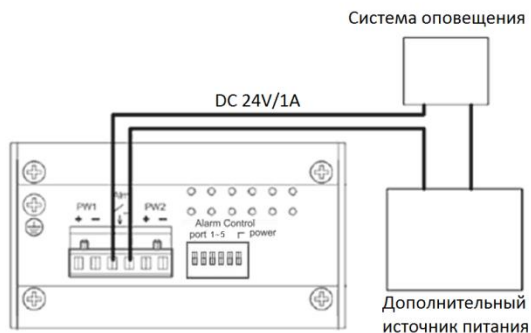 Система оповещения
DC 24V/1A
PW1
PW2
+ −
+ −
Alarm Control
port 1-5
power
Дополнительный
источник питания